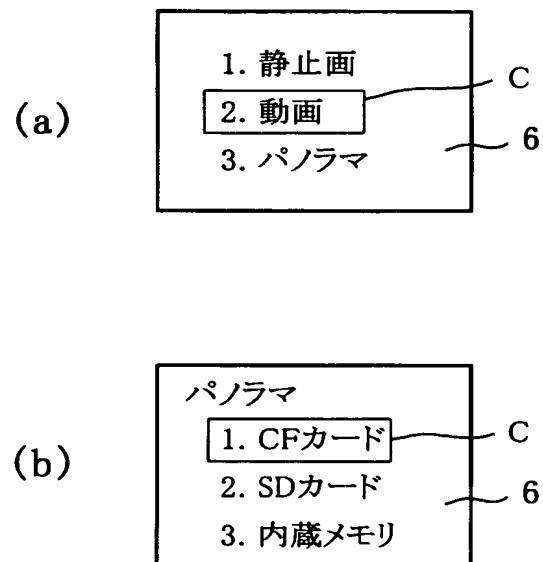 1. 静止画
C
(a)
2. 動画
6
3. パノラマ
パノラマ
1. CFカード
C
(b)
2. SDカード
6
3. 内蔵メモリ